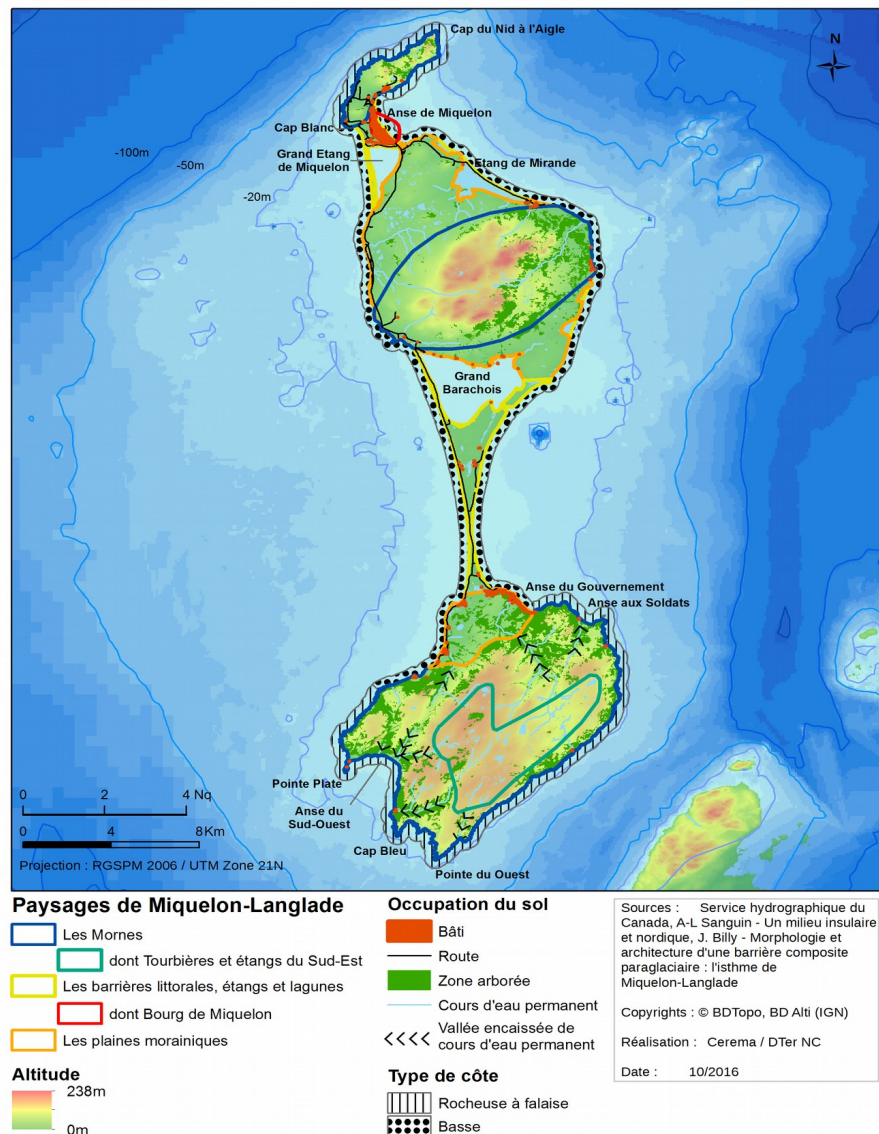 Cap du Nid à l'Aigle
N
Anse de Miquelon
Cap Blanc
Grand Etang
de Miquelon
Etang de Mirande
-100m
-50m
-20m
Grand
Barachois
Anse du Gouvernement
Anse aux Soldats
Pointe Plate
Anse du
Sud-Ouest
Cap Bleu
Pointe du Ouest
0 2 4 Nq
0 4 8Km
Projection : RGSPM 2006 / UTM Zone 21N
Paysages de Miquelon-Langlade
Les Mornes
dont Tourbières et étangs du Sud-Est
Les barrières littorales, étangs et lagunes
dont Bourg de Miquelon
Les plaines morainiques
Altitude
238m
0m
Occupation du sol
Bâti
Route
Zone arborée
Cours d'eau permanent
Vallée encaissée de
cours d'eau permanent
Type de côte
Rocheuse à falaise
Basse
Sources : Service hydrographique du
Canada, A-L Sanguin - Un milieu insulaire
et nordique, J. Billy - Morphologie et
architecture d'une barrière composite
paraglaciaire : l'isthme de
Miquelon-Langlade
Copyrights : © BDTopo, BD Alti (IGN)
Réalisation : Cerema / DTer NC
Date : 10/2016